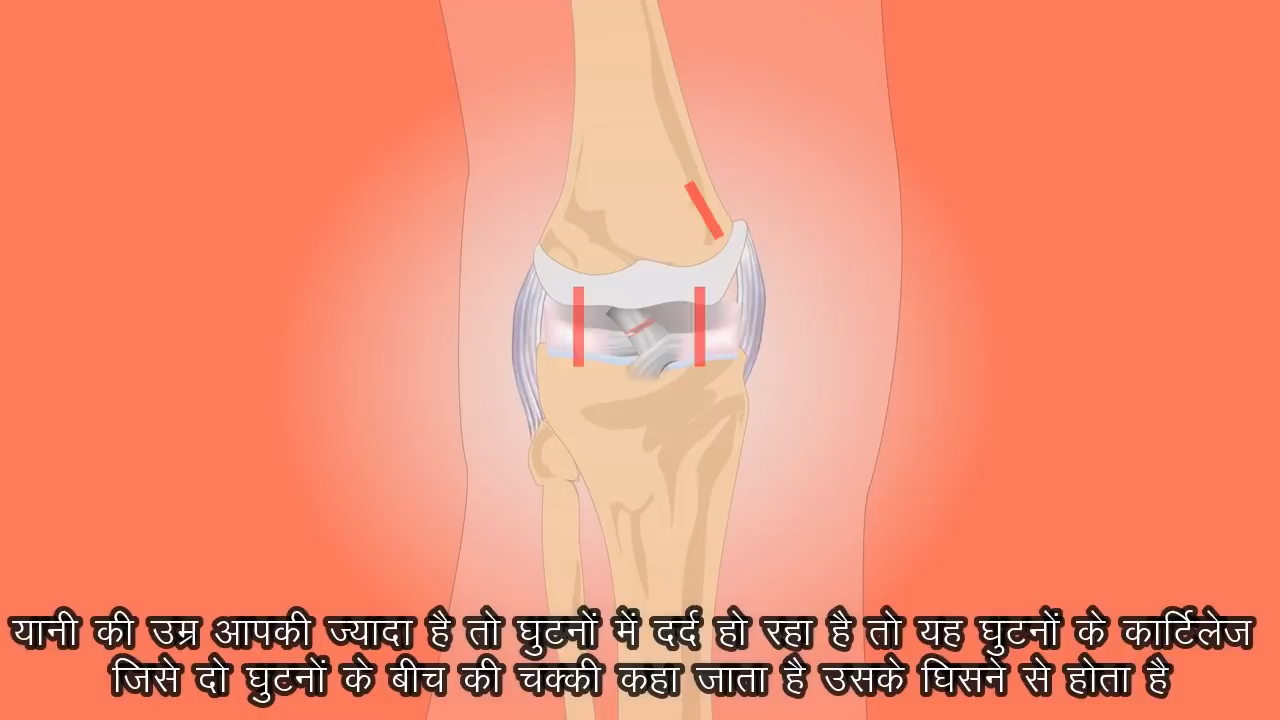 यानी की उम्र आपकी ज्यादा है तो घुटनों में दर्द हो रहा है तो यह घुटनों के कार्टिलेज
जिसे दो घुटनों के बीच की चक्की कहा जाता है उसके घिसने से होता है